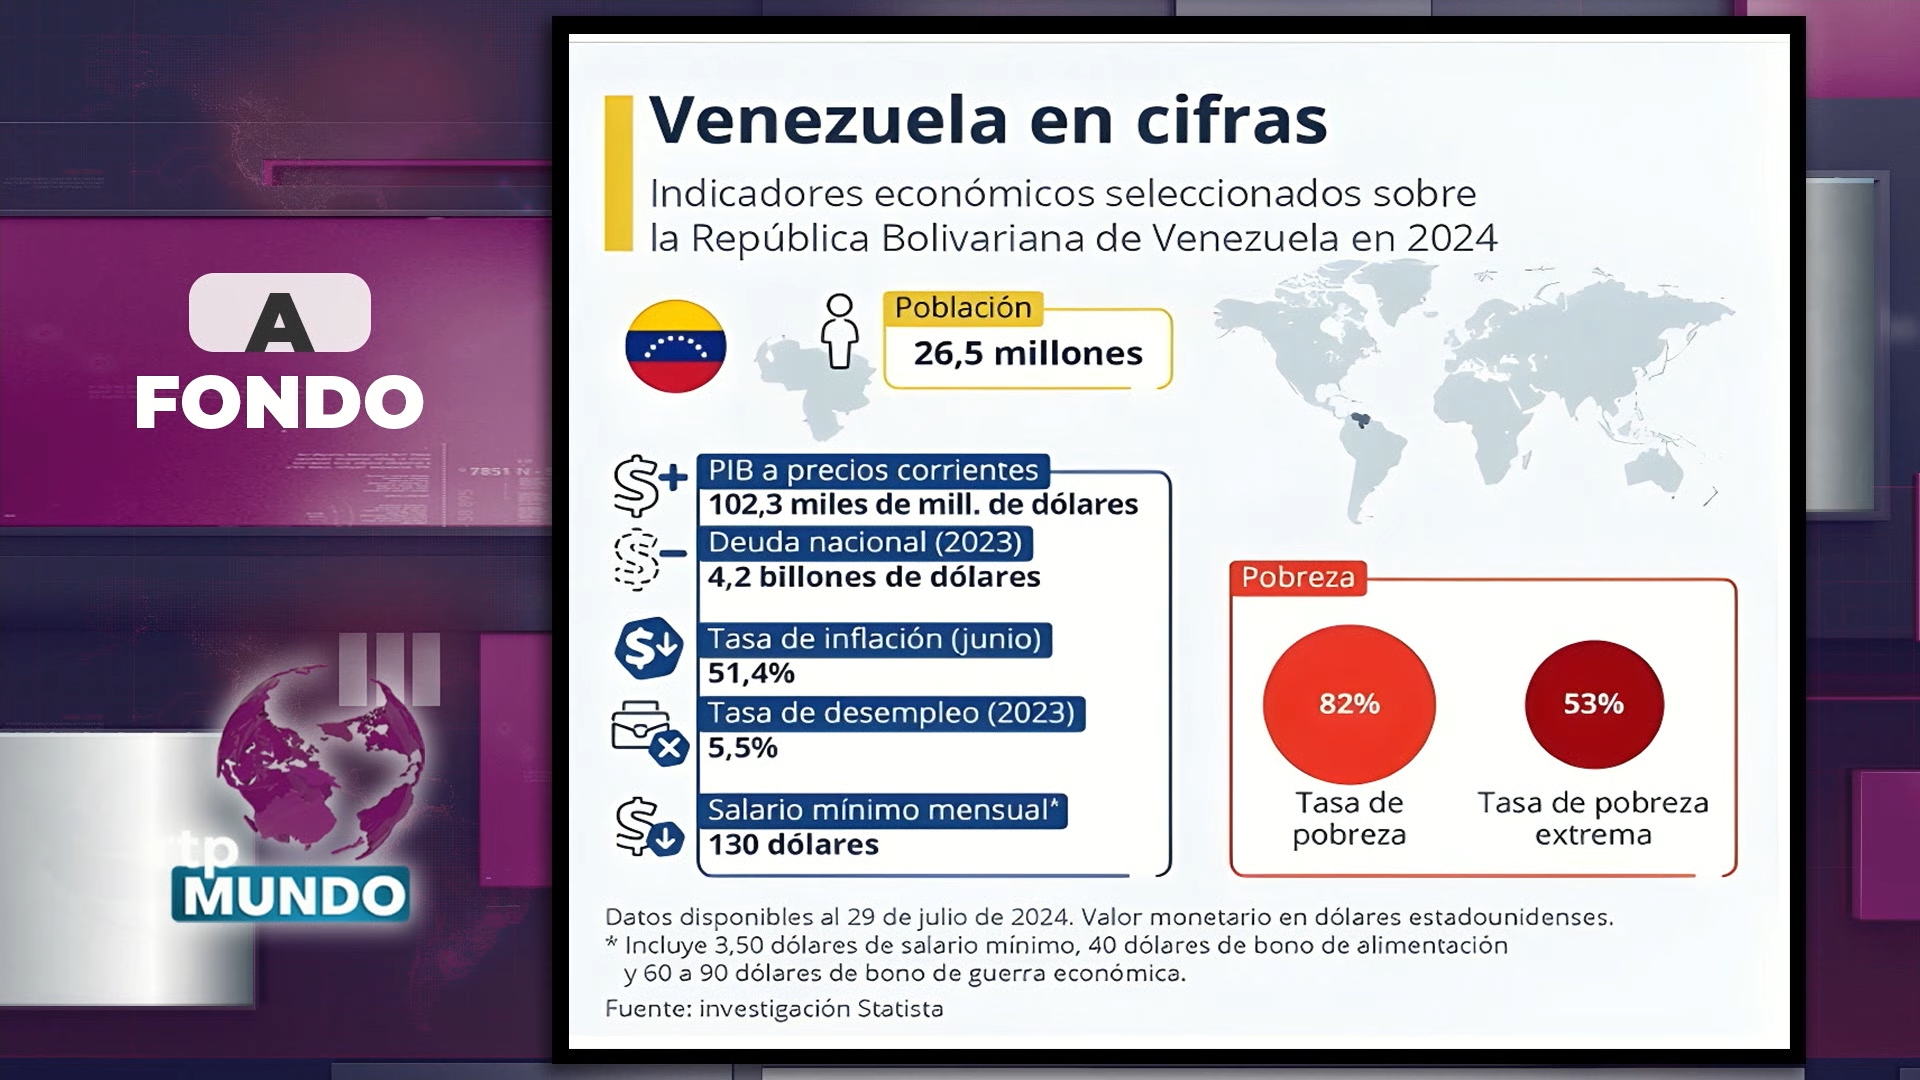 A
FONDO
7851 N -
rtp
MUNDO
Venezuela en cifras
Indicadores económicos seleccionados sobre
la República Bolivariana de Venezuela en 2024
Población
26,5 millones
PIB a precios corrientes
102,3 miles de mill. de dólares
Deuda nacional (2023)
4,2 billones de dólares
Tasa de inflación (junio)
51,4%
Tasa de desempleo (2023)
5,5%
Salario mínimo mensual*
130 dólares
Pobreza
82%
Tasa de
pobreza
53%
Tasa de pobreza
extrema
Datos disponibles al 29 de julio de 2024. Valor monetario en dólares estadounidenses.
* Incluye 3,50 dólares de salario mínimo, 40 dólares de bono de alimentación
y 60 a 90 dólares de bono de guerra económica.
Fuente: investigación Statista